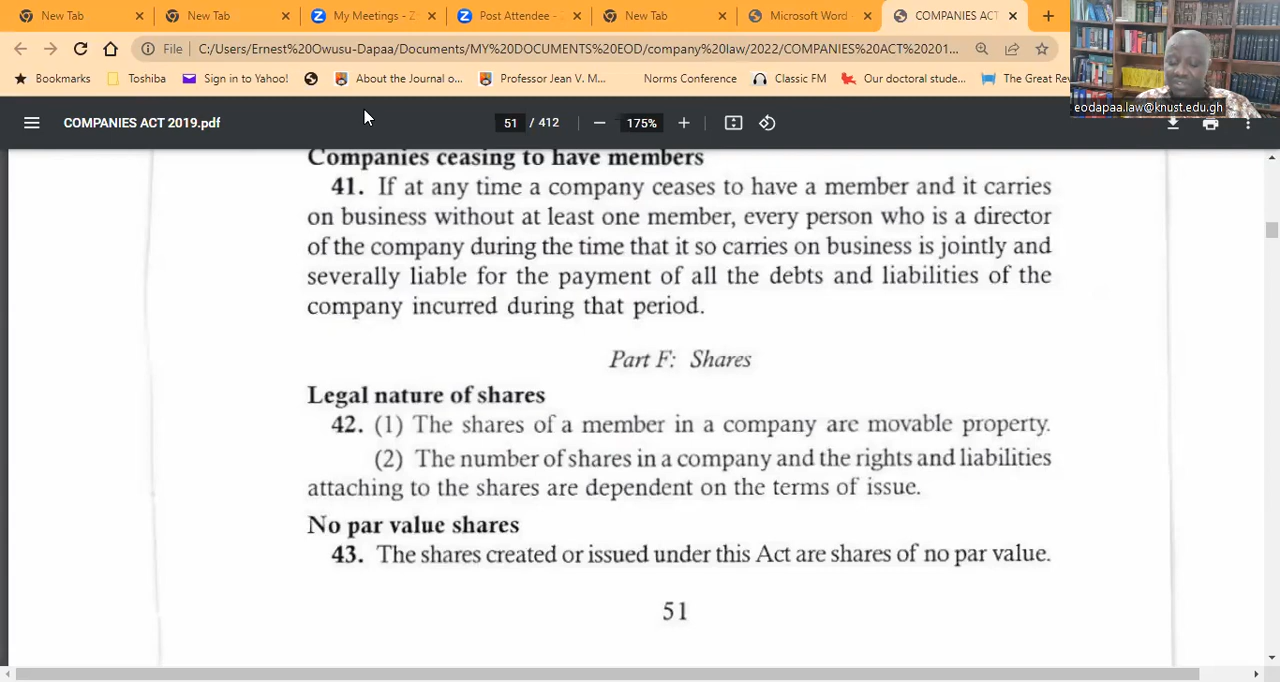 New Tab
New Tab
My Meetings - Z
Post Attendee -
New Tab
Microsoft Word
COMPANIES ACT
File
C:/Users/Ernest%20Owusu-Dapaa/Documents/MY%20DOCUMENTS%20EOD/company%20law/2022/COMPANIES%20ACT%20201...
Bookmarks
Toshiba
Sign in to Yahoo!
About the Journal o...
Professor Jean V. M...
Norms Conference
Classic FM
Our doctoral stude...
The Great Rev
eodapaa.law@knust.edu.gh
COMPANIES ACT 2019.pdf
51 / 412
175%
Companies ceasing to have members
41. If at any time a company ceases to have a member and it carries
on business without at least one member, every person who is a director
of the company during the time that it so carries on business is jointly and
severally liable for the payment of all the debts and liabilities of the
company incurred during that period.
Part F: Shares
Legal nature of shares
42. (1) The shares of a member in a company are movable property.
(2) The number of shares in a company and the rights and liabilities
attaching to the shares are dependent on the terms of issue.
No par value shares
43. The shares created or issued under this Act are shares of no par value.
51